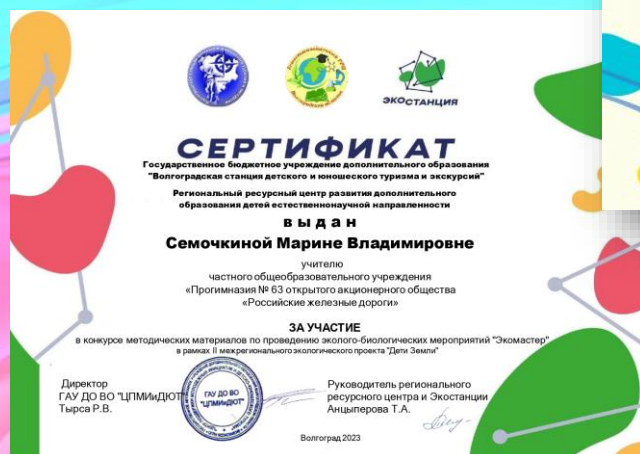 ЭКОСТАНЦИЯ
СЕРТИФИКАТ
Государственное бюджетное учреждение дополнительного образования
"Волгоградская станция детского и юношеского туризма и экскурсий"
Региональный ресурсный центр развития дополнительного
образования детей естественнонаучной направленности
выдан
Семочкиной Марине Владимировне
учителю
частного общеобразовательного учреждения
«Прогимназия № 63 открытого акционерного общества
«Российские железные дороги»
ЗА УЧАСТИЕ
в конкурсе методических материалов по проведению эколого-биологических мероприятий "Экомастер"
в рамках II межрегионального экологического проекта "Дети Земли"
Директор
ГАУ ДО ВО "ЦПМИиДЮТ"
Тырса Р.В.
ГАУ ДО ВО
"ЦПМИиДЮТ"
Руководитель регионального
ресурсного центра и Экостанции
Анцыперова Т.А.
Волгоград 2023